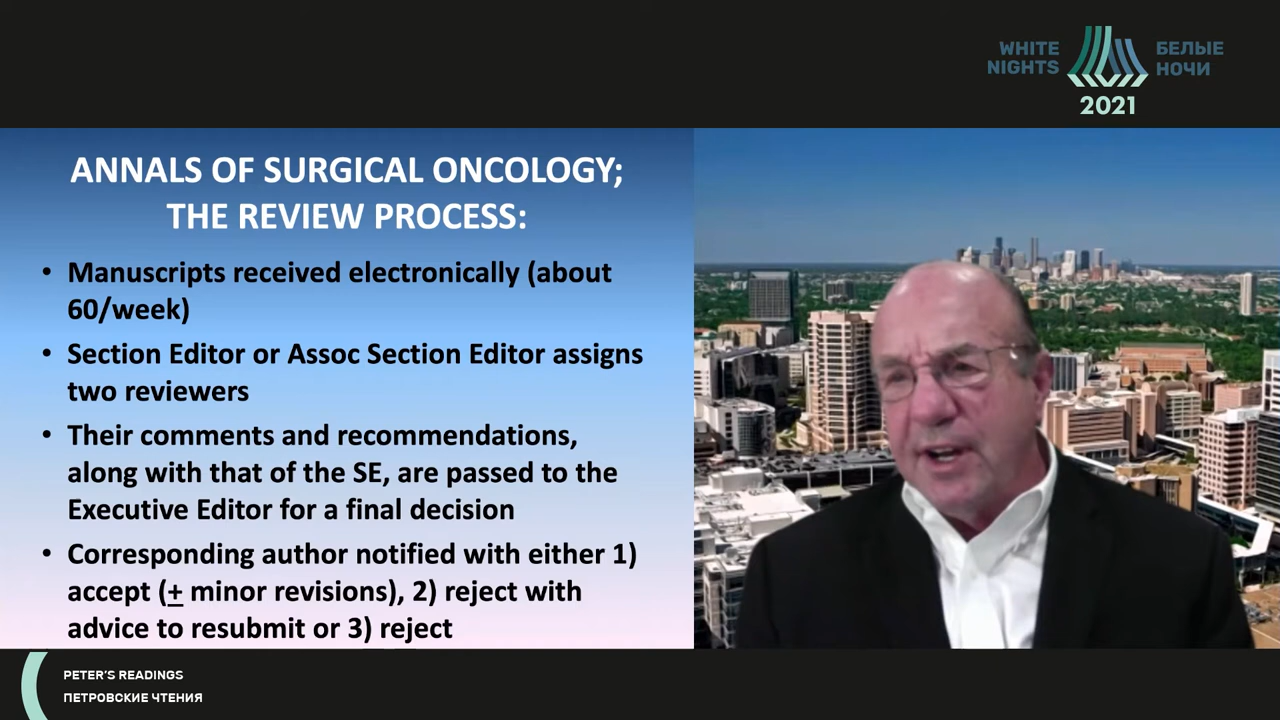 WHITE
NIGHTS
БЕЛЫЕ
НОЧИ
2021
ANNALS OF SURGICAL ONCOLOGY;
THE REVIEW PROCESS:
• Manuscripts received electronically (about
60/week)
• Section Editor or Assoc Section Editor assigns
two reviewers
• Their comments and recommendations,
along with that of the SE, are passed to the
Executive Editor for a final decision
• Corresponding author notified with either 1)
accept (± minor revisions), 2) reject with
advice to resubmit or 3) reject
PETER'S READINGS
ПЕТРОВСКИЕ ЧТЕНИЯ